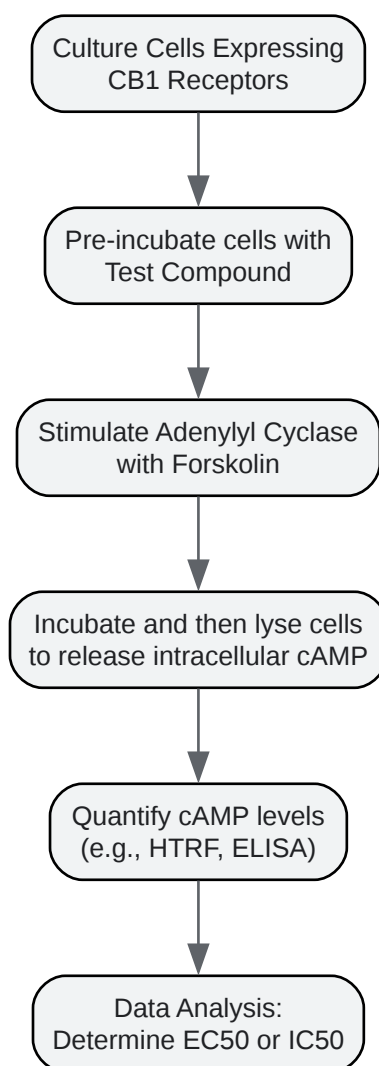 Culture Cells Expressing
CB1 Receptors
Pre-incubate cells with
Test Compound
Stimulate Adenylyl Cyclase
with Forskolin
Incubate and then lyse cells
to release intracellular cAMP
Quantify cAMP levels
(e.g., HTRF, ELISA)
Data Analysis:
Determine EC50 or IC50